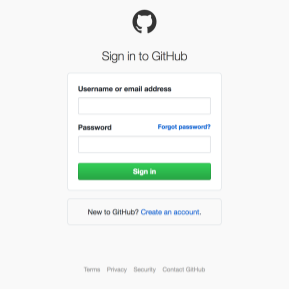 Sign in to GitHub
Username or email address
Password Forgot password?
Sign in
New to GitHub? Create an account.
Terms Privacy Security Contact GitHub